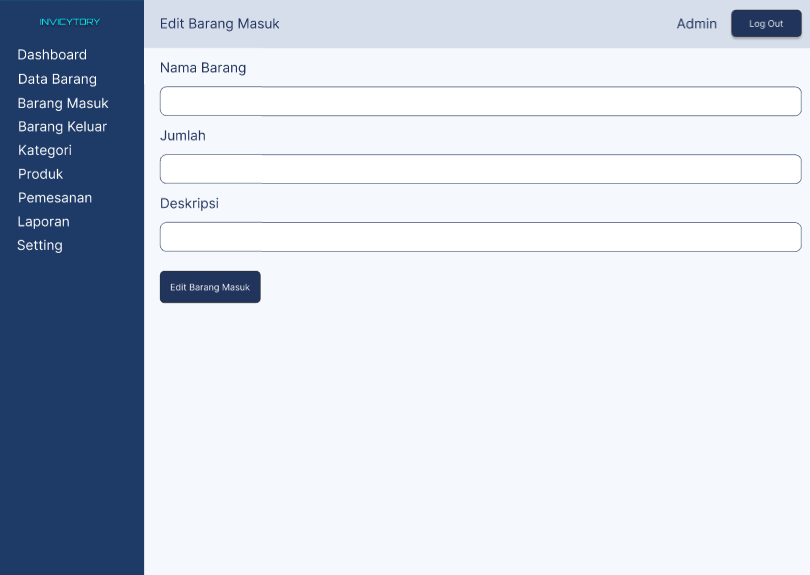 INVICYTORY
Dashboard
Data Barang
Barang Masuk
Barang Keluar
Kategori
Produk
Pemesanan
Laporan
Setting
Edit Barang Masuk
Admin
Log Out
Nama Barang
Jumlah
Deskripsi
Edit Barang Masuk